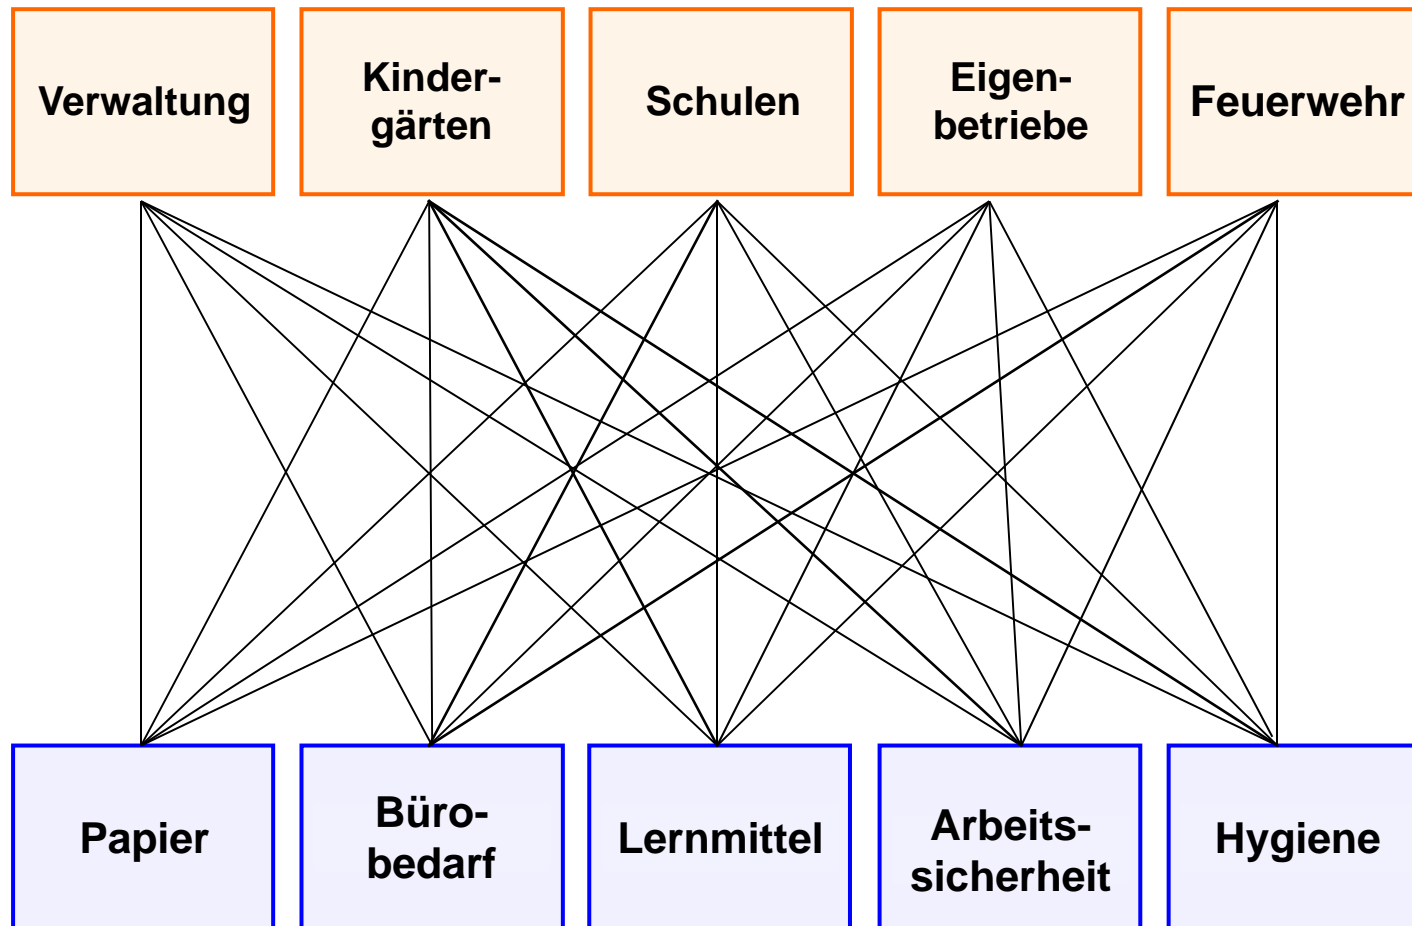 Verwaltung
Kinder-
gärten
Schulen
Eigen-
betriebe
Feuerwehr
Papier
Büro-
bedarf
Lernmittel
Arbeits-
sicherheit
Hygiene